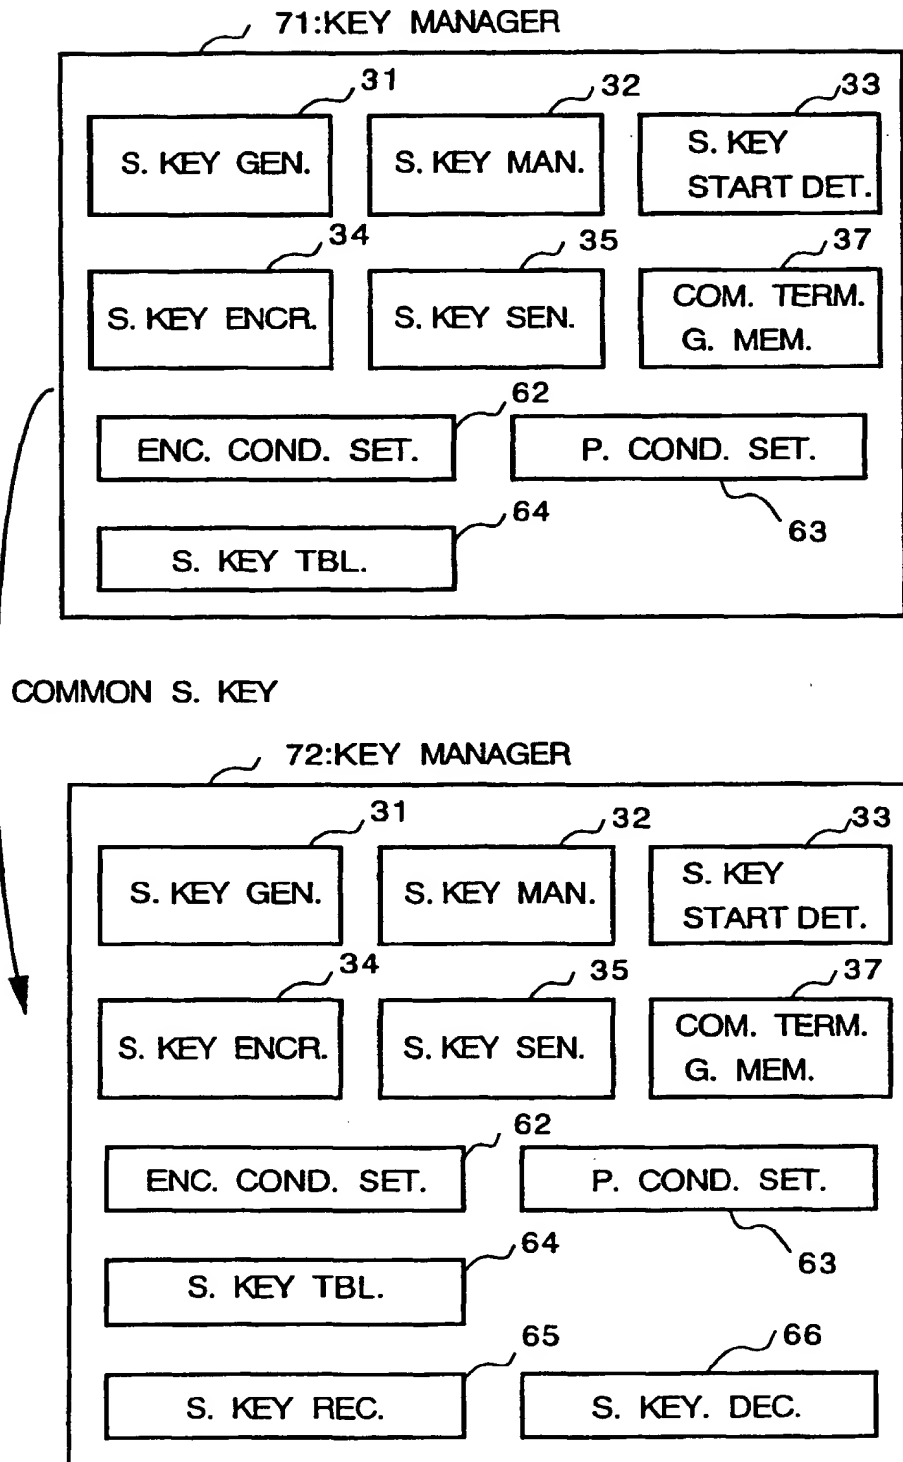 71:KEY MANAGER
31
32
33
S. KEY GEN.
S. KEY MAN.
S. KEY
START DET.
34
35
37
S. KEY ENCR.
S. KEY SEN.
COM. TERM.
G. MEM.
62
ENC. COND. SET.
P. COND. SET.
63
64
S. KEY TBL.
COMMON S. KEY
72:KEY MANAGER
31
32
33
S. KEY GEN.
S. KEY MAN.
S. KEY
START DET.
34
35
37
S. KEY ENCR.
S. KEY SEN.
COM. TERM.
G. MEM.
62
ENC. COND. SET.
P. COND. SET.
63
64
S. KEY TBL.
65
66
S. KEY REC.
S. KEY. DEC.